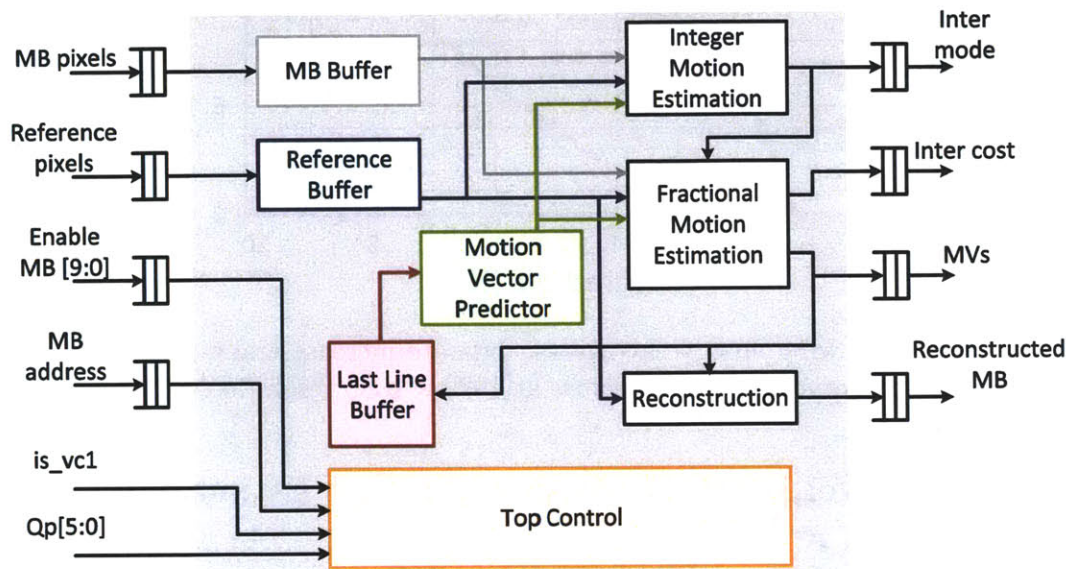 MB pixels
Reference
pixels
Enable
MB [9:0]
MB
address
is_vc1
Qp[5:0]
MB Buffer
Reference
Buffer
Motion
Vector
Predictor
Last Line
Buffer
Integer
Motion
Estimation
Fractional
Motion
Estimation
Reconstruction
Top Control
Inter
mode
Inter cost
MVs
Reconstructed
MB